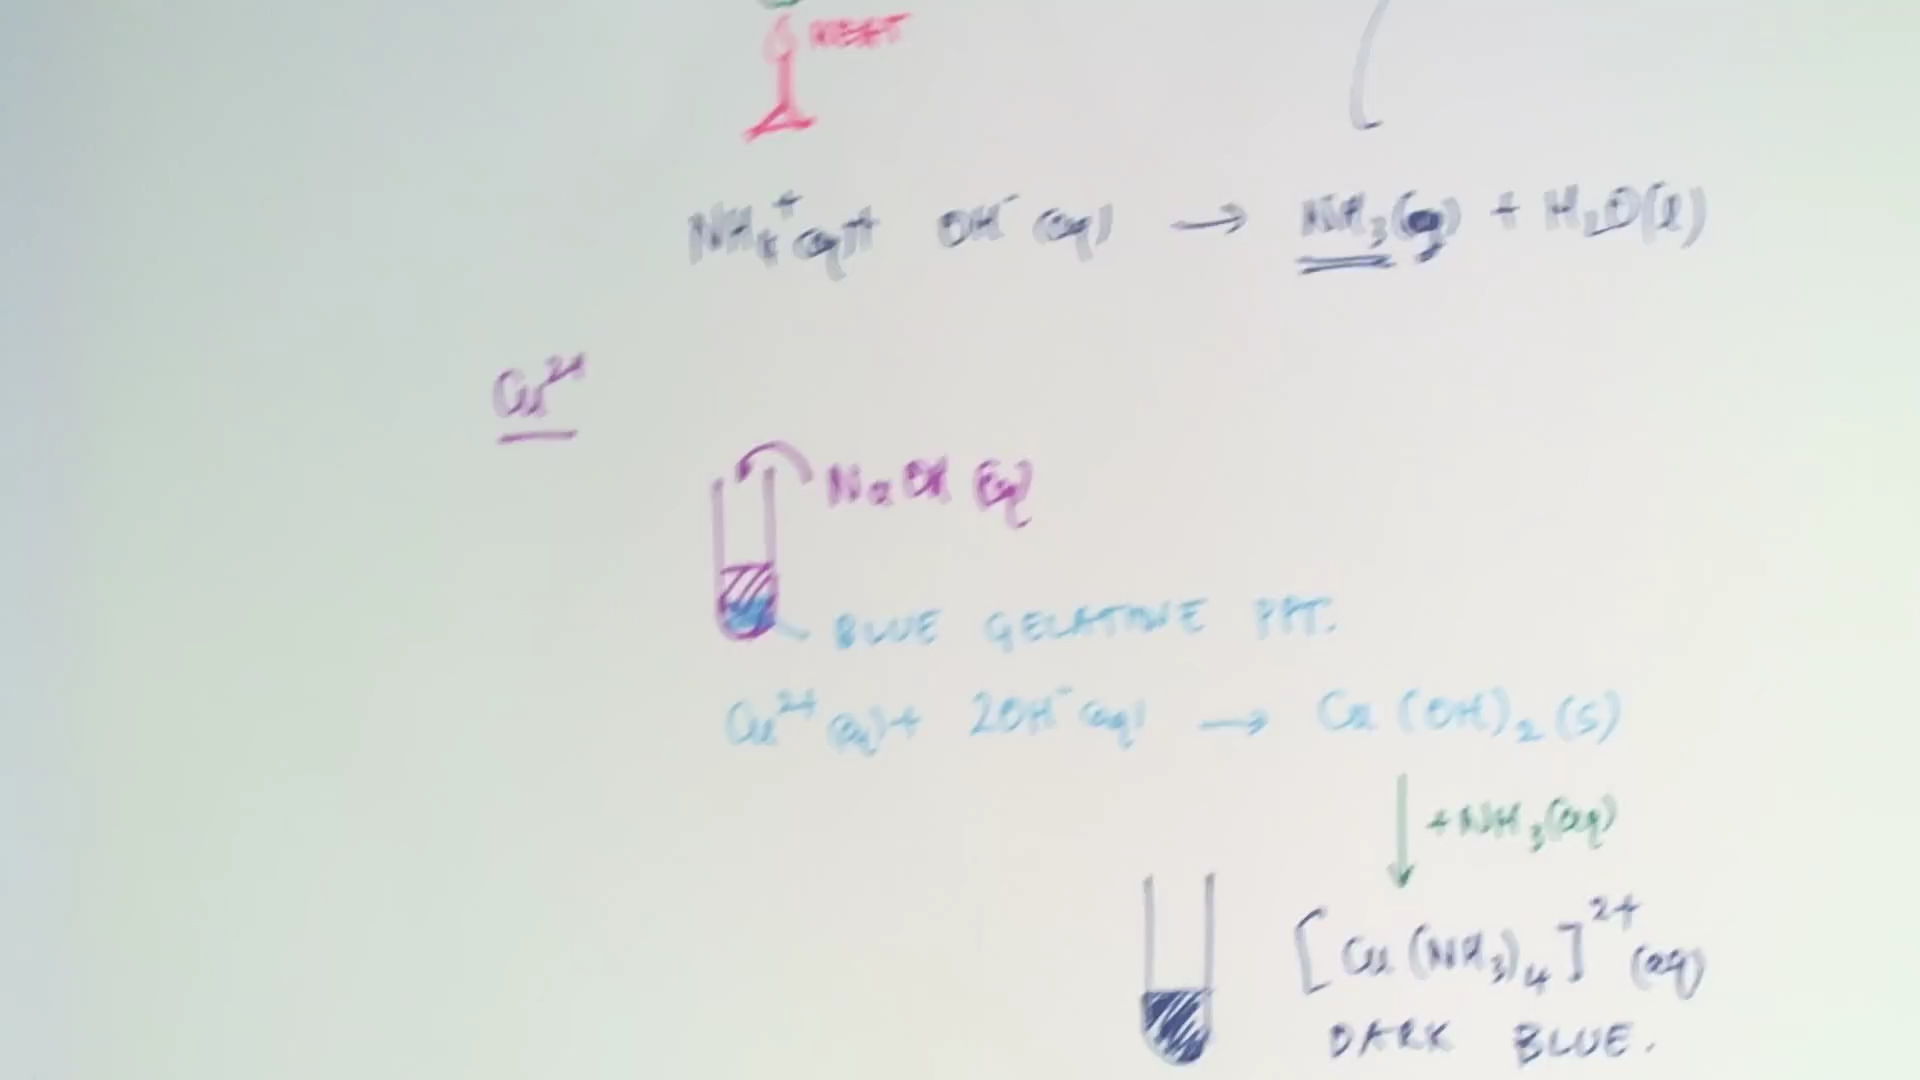 HEAT
NH₄⁺(aq) + OH⁻(aq) → NH₃(g) + H₂O(l)
Cu²⁺
NaOH (aq)
BLUE GELATINE PPT.
Cu²⁺(aq) + 2OH⁻(aq) → Cu(OH)₂(s)
+NH₃(aq)
[Cu(NH₃)₄]²⁺(aq)
DARK BLUE.